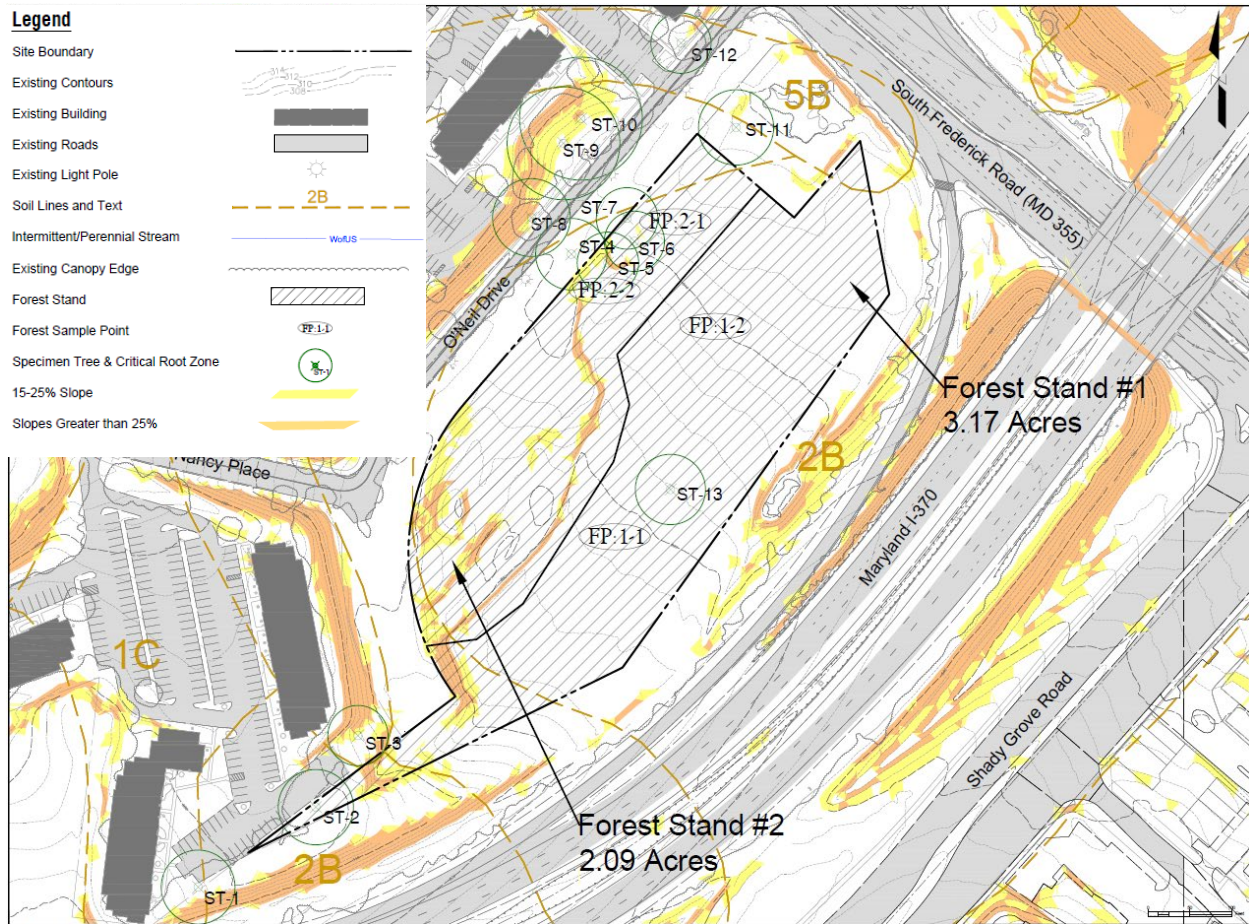 Legend
Site Boundary
Existing Contours
314
312
310
308
Existing Building
Existing Roads
Existing Light Pole
Soil Lines and Text
2B
Intermittent/Perennial Stream
WofUS
Existing Canopy Edge
Forest Stand
Forest Sample Point
FP:1-1
Specimen Tree & Critical Root Zone
ST-1
15-25% Slope
Slopes Greater than 25%
ST-12
5B
South Frederick Road (MD 355)
ST-10
ST-11
ST-9
ST-7
ST-8
FP:2-1
ST-4
ST-6
ST-5
FP:2-2
O'Neil Drive
FP:1-2
Forest Stand #1
3.17 Acres
2B
Nancy Place
ST-13
FP:1-1
Maryland I-370
1C
Shady Grove Road
ST-3
ST-2
Forest Stand #2
2.09 Acres
2B
ST-1